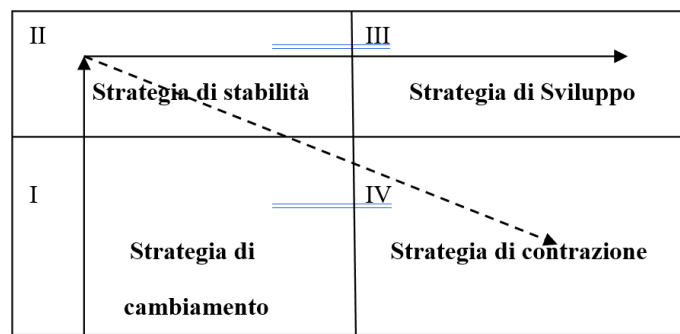 II
III
Strategia di stabilità
Strategia di Sviluppo
I
IV
Strategia di
cambiamento
Strategia di contrazione